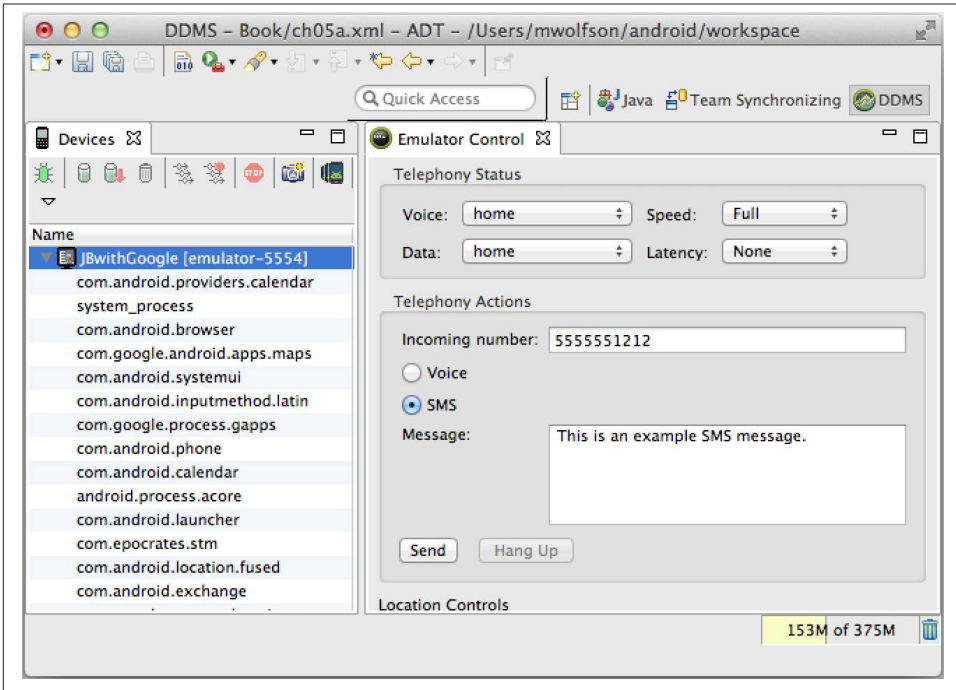 DDMS – Book/ch05a.xml – ADT – /Users/mwolfson/android/workspace
010
Quick Access
Java
Team Synchronizing
DDMS
Devices
STOP
Name
JBwithGoogle [emulator-5554]
com.android.providers.calendar
system_process
com.android.browser
com.google.android.apps.maps
com.android.systemui
com.android.inputmethod.latin
com.google.process.gapps
com.android.phone
com.android.calendar
android.process.acore
com.android.launcher
com.epocrates.stm
com.android.location.fused
com.android.exchange
Emulator Control
Telephony Status
Voice: home Speed: Full
Data: home Latency: None
Telephony Actions
Incoming number: 5555551212
Voice
SMS
Message: This is an example SMS message.
Send Hang Up
Location Controls
153M of 375M